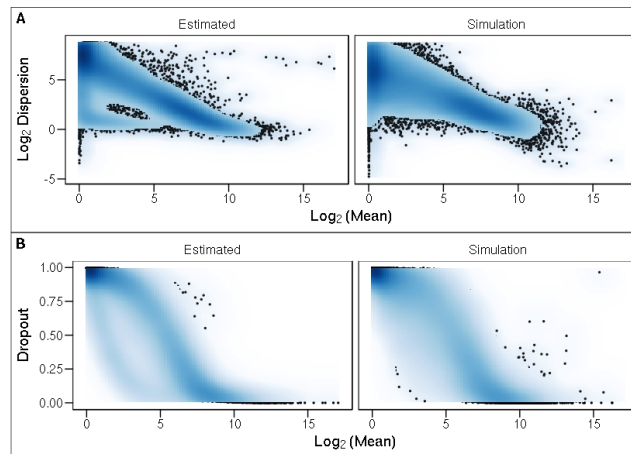 A
Estimated
Simulation
Log₂ Dispersion
5
0
-5
0 5 10 15 0 5 10 15
Log₂ (Mean)
B
Estimated
Simulation
Dropout
1.00
0.75
0.50
0.25
0.00
0 5 10 15 0 5 10 15
Log₂ (Mean)